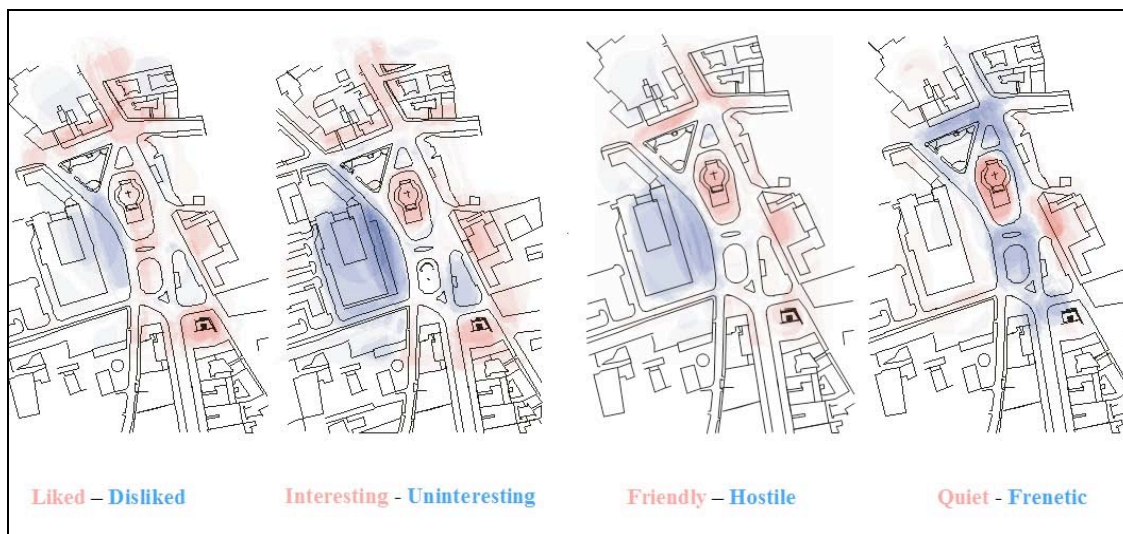 Liked – Disliked
Interesting - Uninteresting
Friendly – Hostile
Quiet - Frenetic